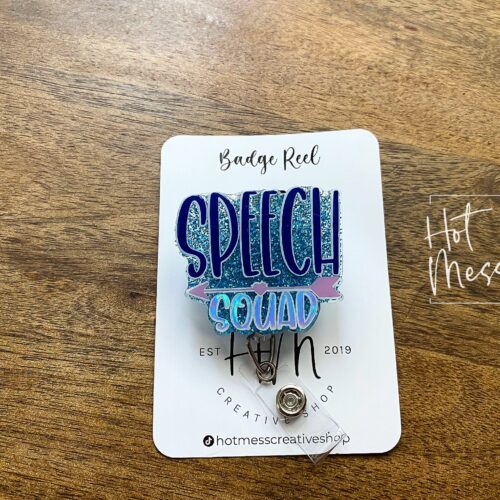 Badge Reel
SPEECH
SQUAD
EST 2019
CREATIVE SHOP
hotmesscreativeshop
Hot
Mess